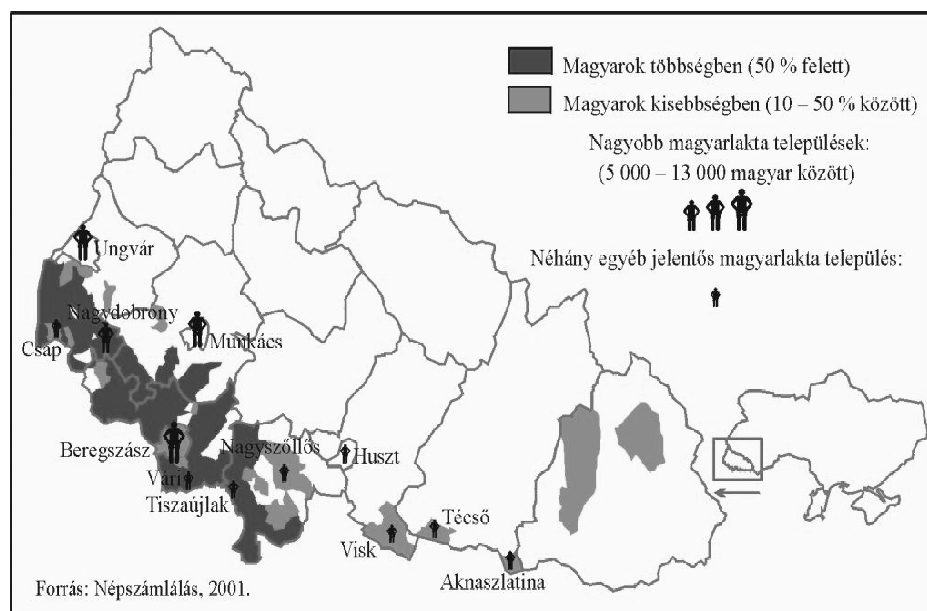 Magyarok többségben (50 % felett)
Magyarok kisebbségben (10 – 50 % között)
Nagyobb magyarlakta települések:
(5 000 – 13 000 magyar között)
Néhány egyéb jelentős magyarlakta település:
Ungvár
Nagydobrony
Csap
Munkács
Beregszász
Nagyszőllős
Huszt
Vári
Tiszaújlak
Técső
Visk
Aknaszlatina
Forrás: Népszámlálás, 2001.